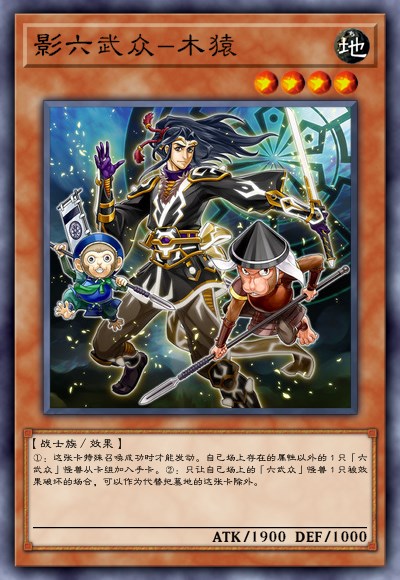 影六武众-木猿
地
【战士族/效果】
①：这张卡特殊召唤成功时才能发动。自己场上存在的属性以外的1只「六
武众」怪兽从卡组加入手卡。②：只让自己场上的「六武众」怪兽1只被效
果破坏的场合，可以作为代替把墓地的这张卡除外。
ATK/1900 DEF/1000